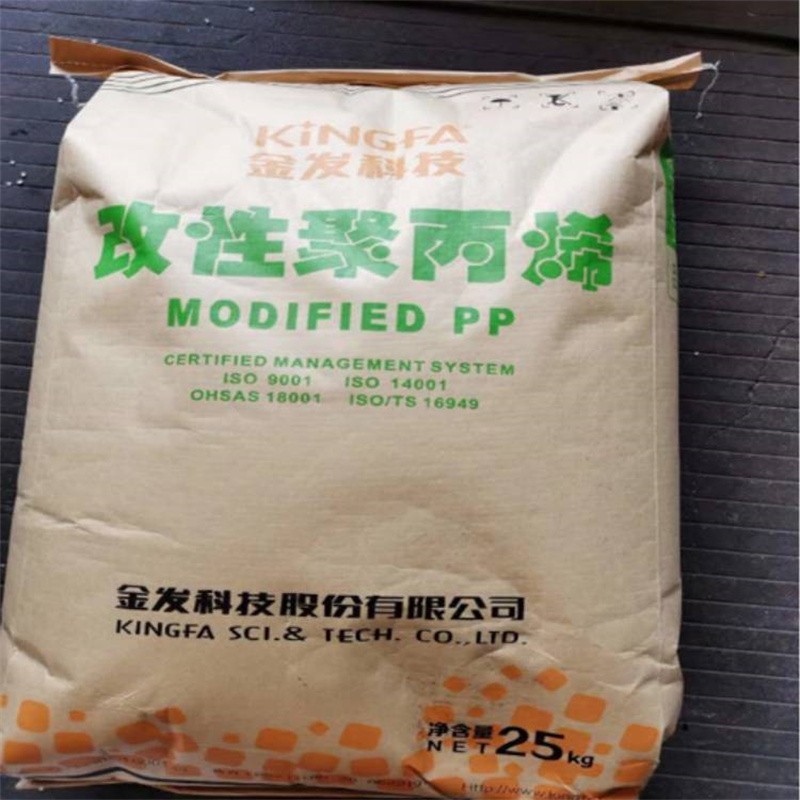 KINGFA
金发科技
改性聚丙烯
MODIFIED PP
CERTIFIED MANAGEMENT SYSTEM
ISO 9001 ISO 14001
OHSAS 18001 ISO/TS 16949
金发科技股份有限公司
KINGFA SCI.& TECH. CO.,LTD.
净含量
NET 25kg